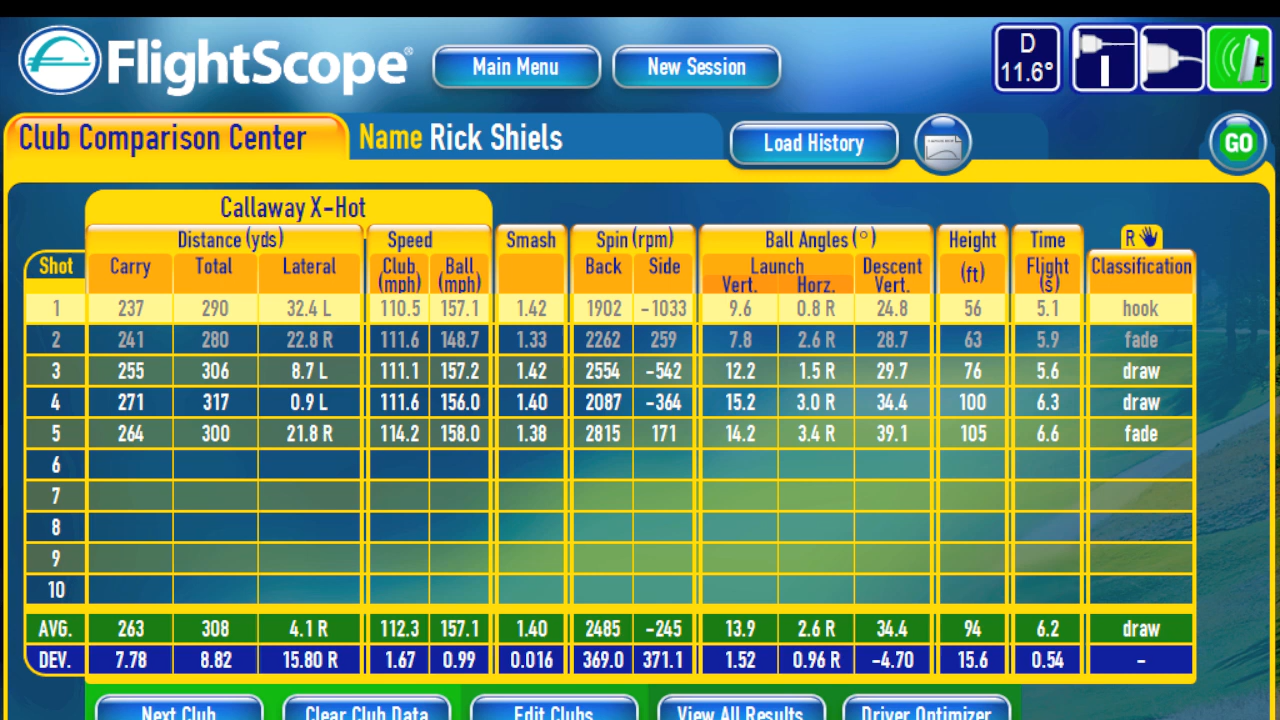 FlightScope®
Main Menu
New Session
D
11.6°
Club Comparison Center
Name Rick Shiels
Load History
GO
Callaway X-Hot
Distance (yds) Speed Smash Spin (rpm) Ball Angles (°) Height Time R
Shot Carry Total Lateral Club (mph) Ball (mph) Back Side Launch Vert. Horz. Descent Vert. (ft) Flight (s) Classification
1 237 290 32.4 L 110.5 157.1 1.42 1902 -1033 9.6 0.8 R 24.8 56 5.1 hook
2 241 280 22.8 R 111.6 148.7 1.33 2262 259 7.8 2.6 R 28.7 63 5.9 fade
3 255 306 8.7 L 111.1 157.2 1.42 2554 -542 12.2 1.5 R 29.7 76 5.6 draw
4 271 317 0.9 L 111.6 156.0 1.40 2087 -364 15.2 3.0 R 34.4 100 6.3 draw
5 264 300 21.8 R 114.2 158.0 1.38 2815 171 14.2 3.4 R 39.1 105 6.6 fade
6
7
8
9
10
AVG. 263 308 4.1 R 112.3 157.1 1.40 2485 -245 13.9 2.6 R 34.4 94 6.2 draw
DEV. 7.78 8.82 15.80 R 1.67 0.99 0.016 369.0 371.1 1.52 0.96 R -4.70 15.6 0.54 -
Next Club Clear Club Data Edit Clubs View All Results Driver Optimizer